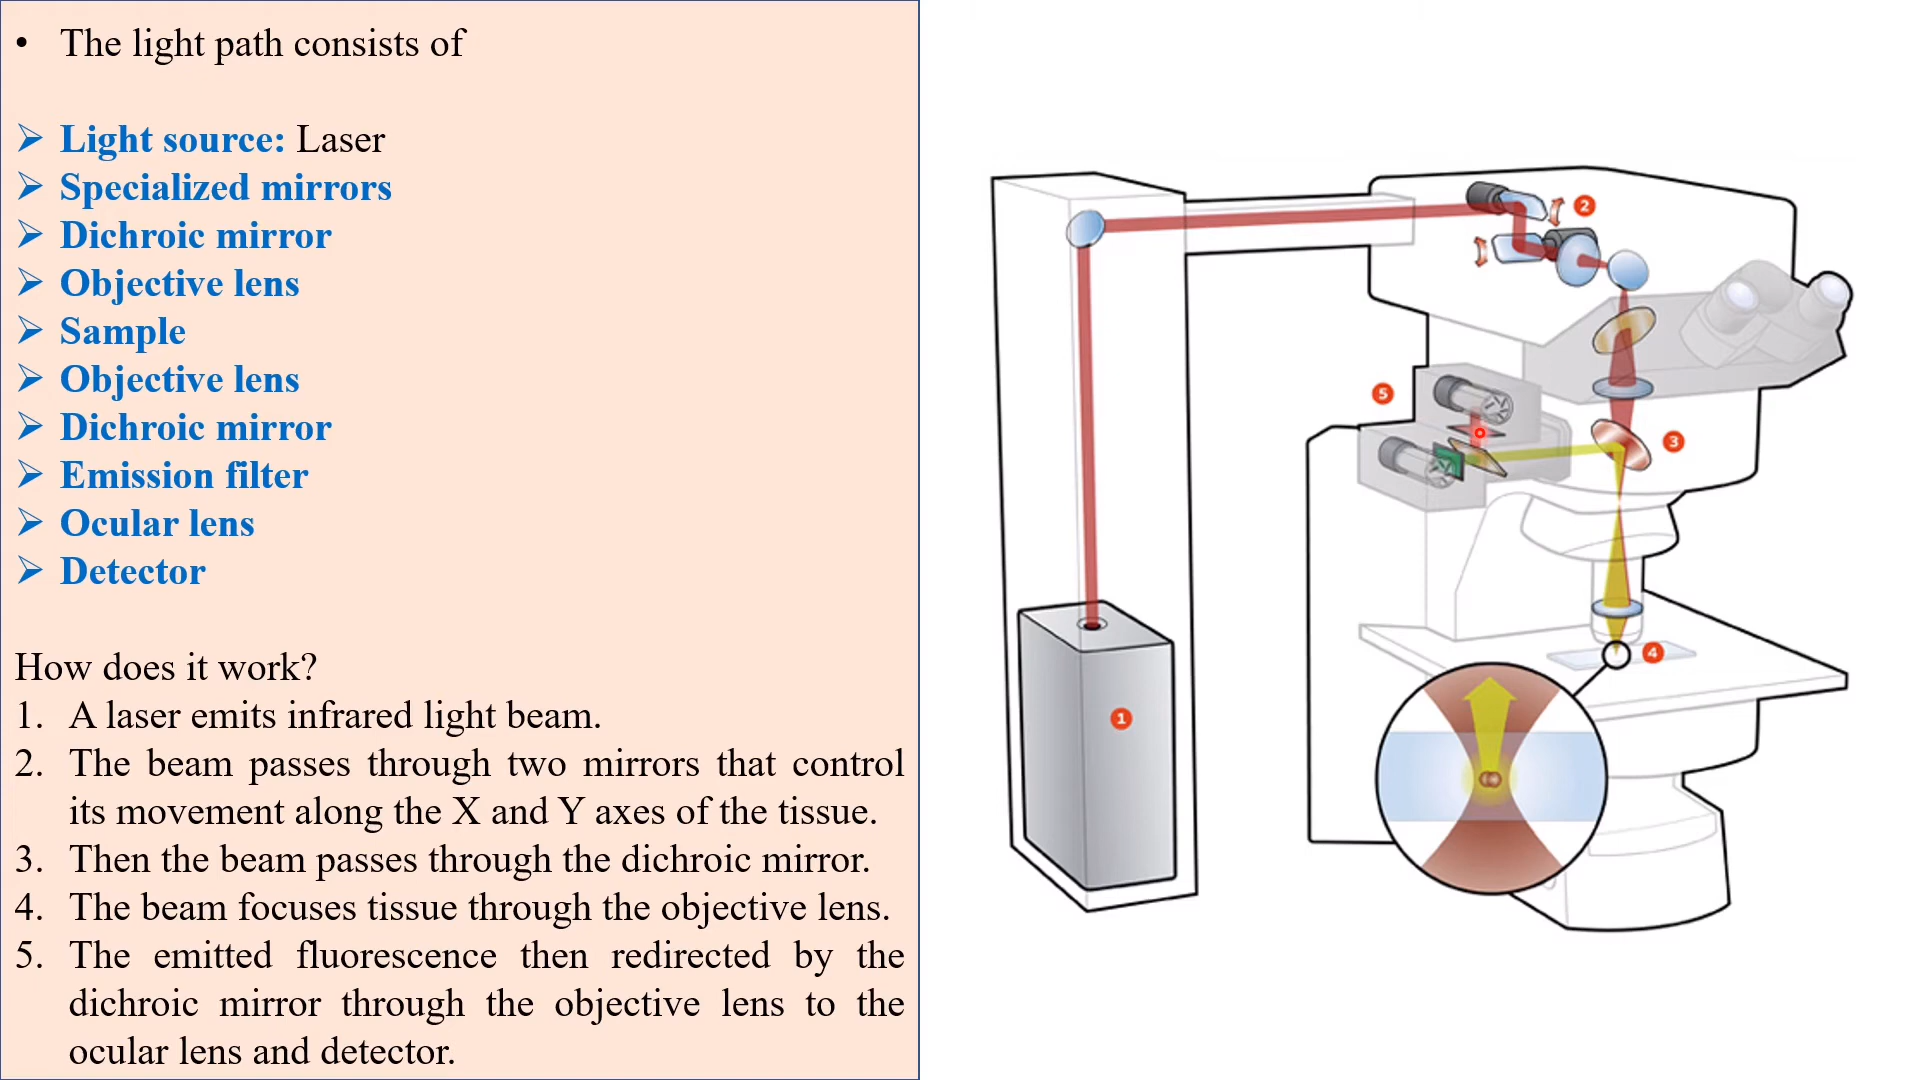 • The light path consists of
➢ Light source: Laser
➢ Specialized mirrors
➢ Dichroic mirror
➢ Objective lens
➢ Sample
➢ Objective lens
➢ Dichroic mirror
➢ Emission filter
➢ Ocular lens
➢ Detector
How does it work?
1. A laser emits infrared light beam.
2. The beam passes through two mirrors that control
its movement along the X and Y axes of the tissue.
3. Then the beam passes through the dichroic mirror.
4. The beam focuses tissue through the objective lens.
5. The emitted fluorescence then redirected by the
dichroic mirror through the objective lens to the
ocular lens and detector.
2
5
3
4
1